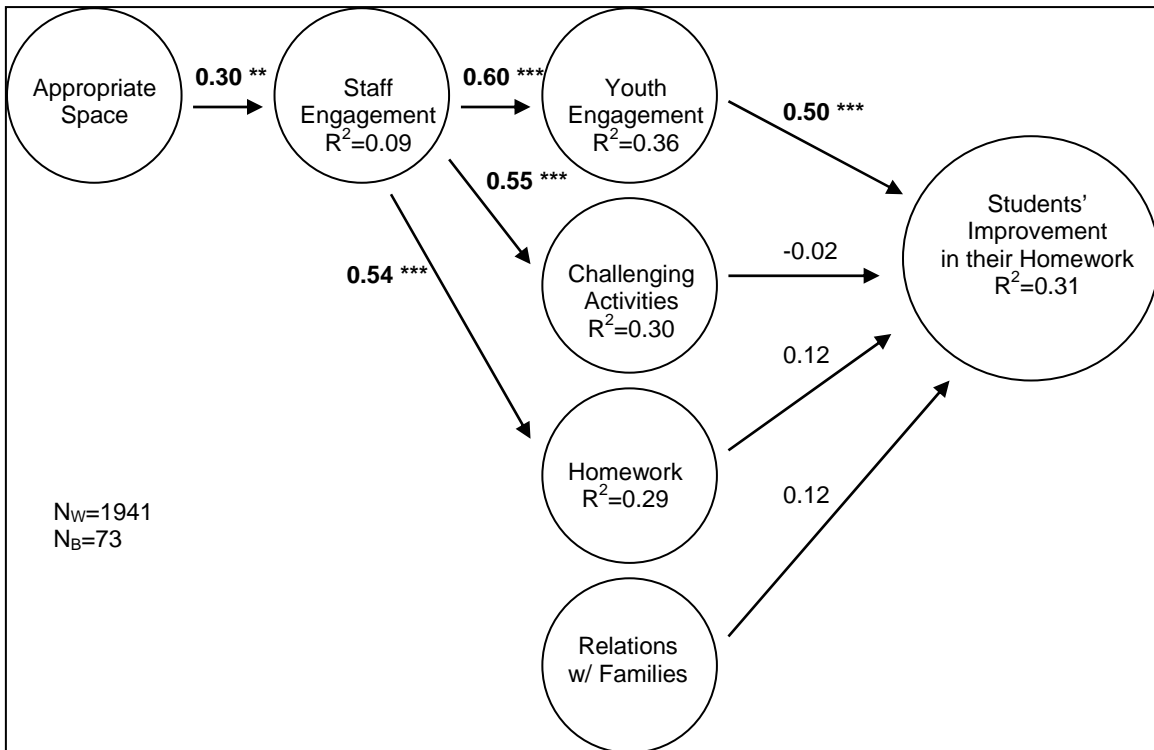 Appropriate
Space
0.30 **
Staff
Engagement
R²=0.09
0.60 ***
Youth
Engagement
R²=0.36
0.50 ***
0.55 ***
0.54 ***
Challenging
Activities
R²=0.30
-0.02
Students’
Improvement
in their Homework
R²=0.31
0.12
Homework
R²=0.29
0.12
N_W=1941
N_B=73
Relations
w/ Families